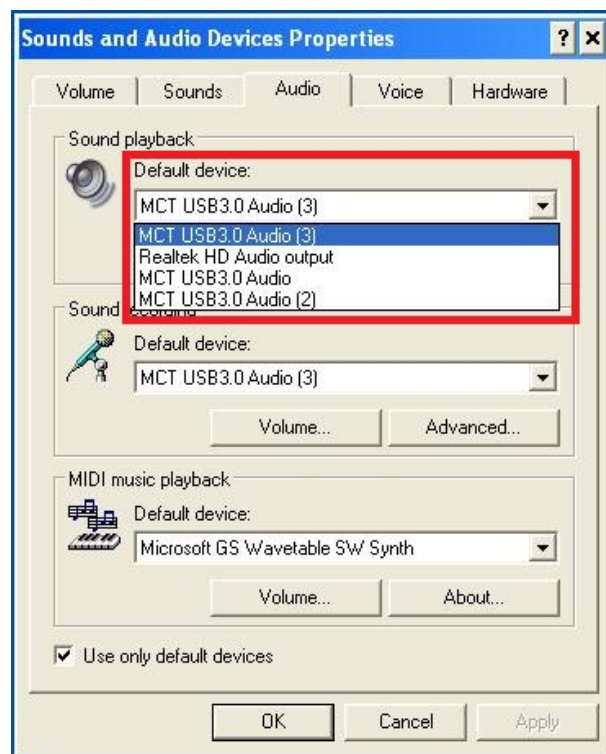 Sounds and Audio Devices Properties ? ×
Volume Sounds Audio Voice Hardware
Sound playback
Default device:
MCT USB3.0 Audio (3)
MCT USB3.0 Audio (3)
Realtek HD Audio output
MCT USB3.0 Audio
MCT USB3.0 Audio (2)
Sound recording
Default device:
MCT USB3.0 Audio (3)
Volume... Advanced...
MIDI music playback
Default device:
Microsoft GS Wavetable SW Synth
Volume... About...
Use only default devices
OK Cancel Apply